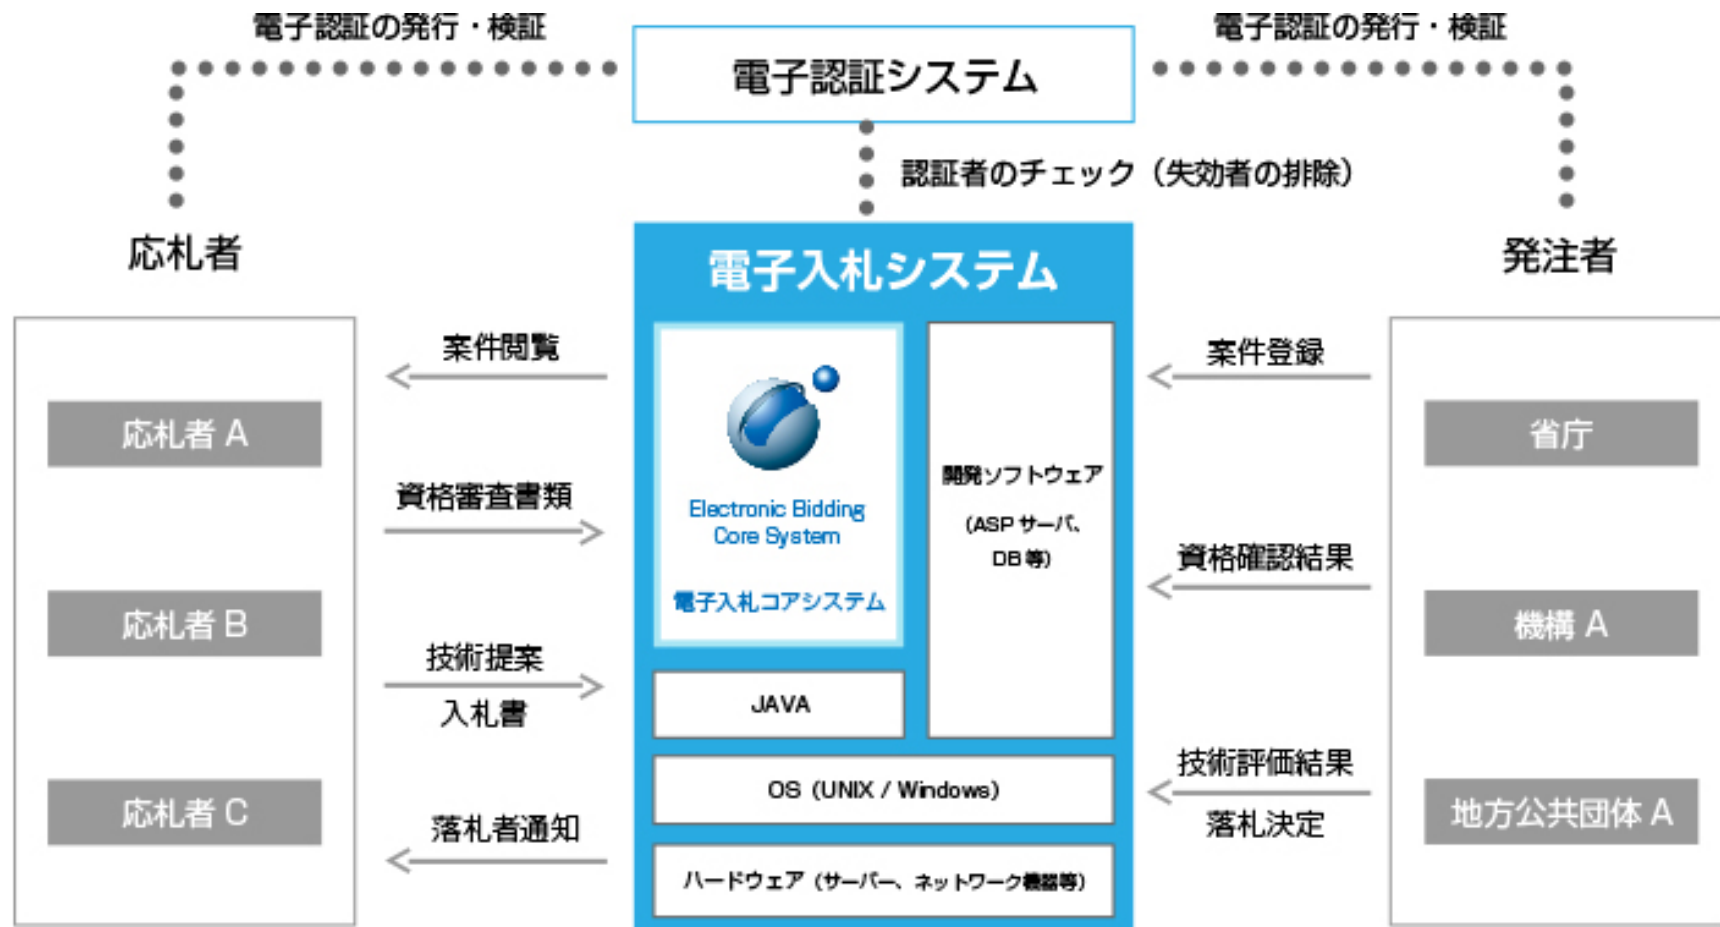 電子認証の発行・検証
電子認証システム
電子認証の発行・検証
認証者のチェック（失効者の排除）
応札者
電子入札システム
発注者
案件閲覧
案件登録
応札者 A
省庁
資格審査書類
Electronic Bidding
Core System
電子入札コアシステム
開発ソフトウェア
(ASP サーバ、
DB 等)
資格確認結果
応札者 B
機構 A
技術提案
入札書
JAVA
OS (UNIX / Windows)
技術評価結果
落札決定
応札者 C
地方公共団体 A
落札者通知
ハードウェア (サーバー、ネットワーク機器等)